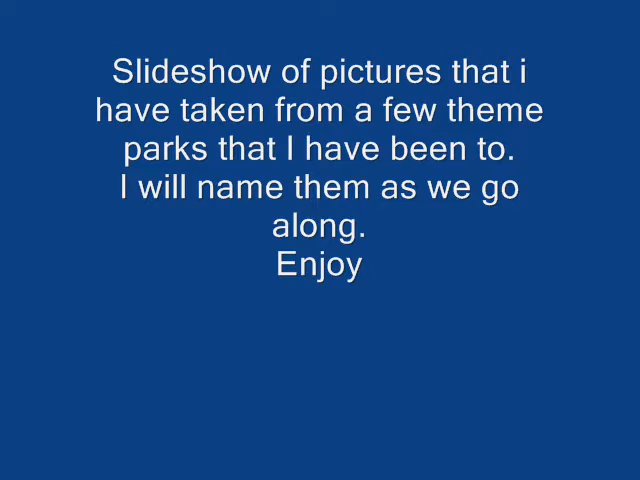 Slideshow of pictures that i
have taken from a few theme
parks that I have been to.
I will name them as we go
along.
Enjoy